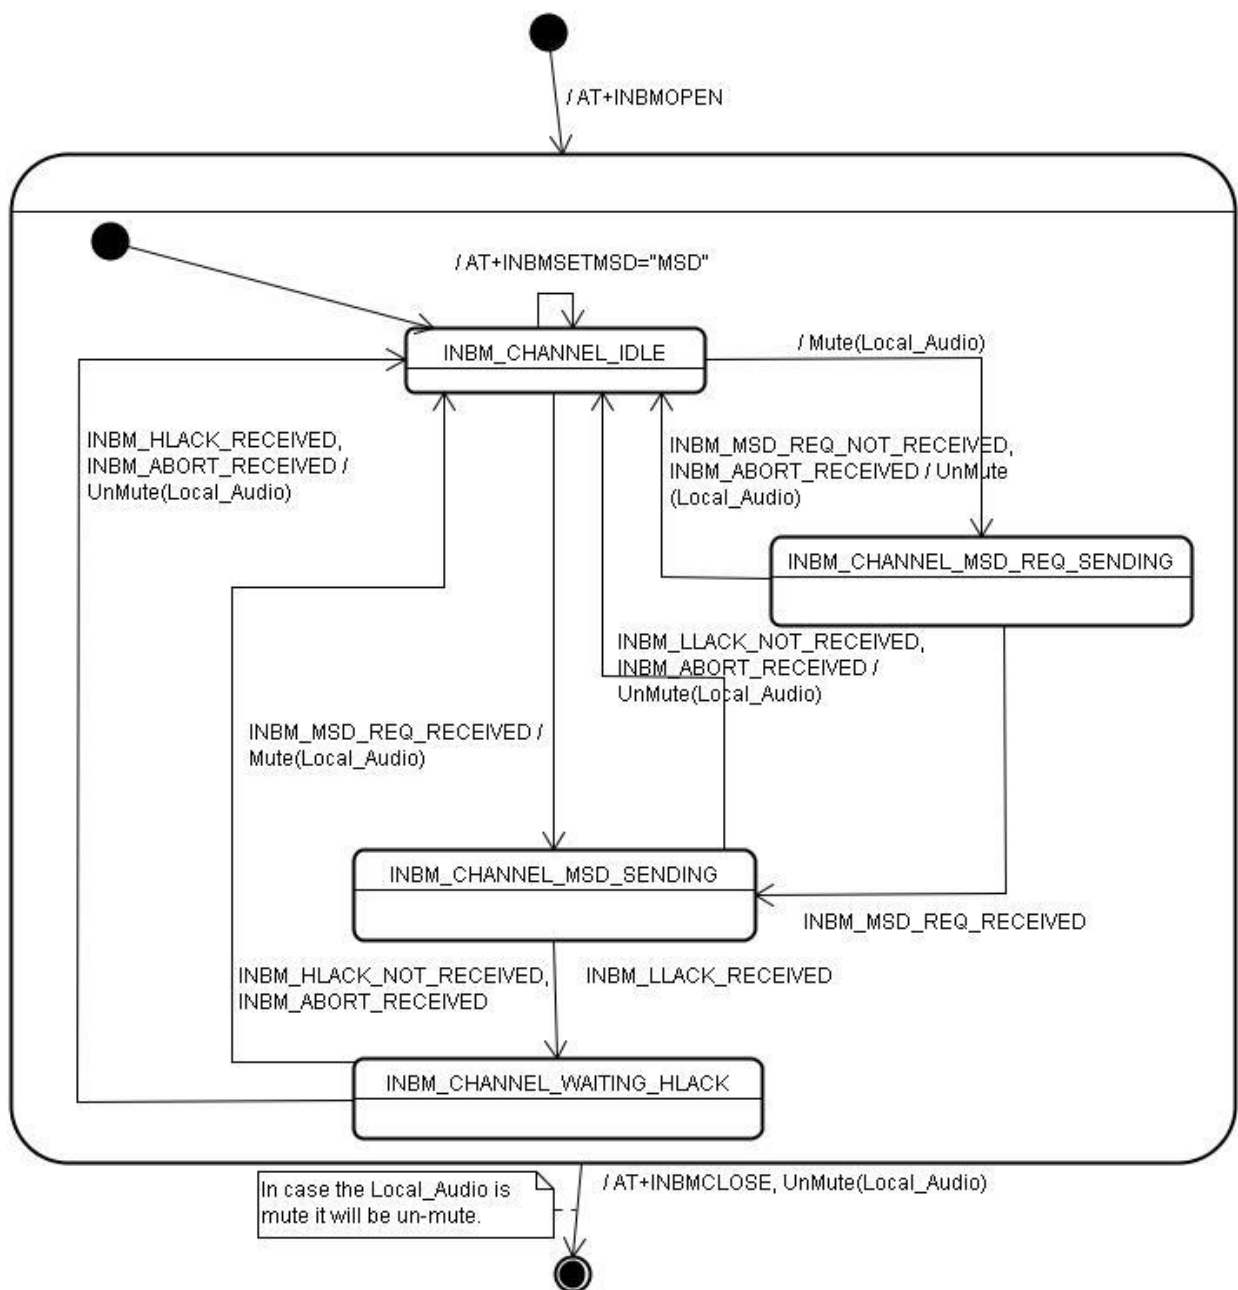 / AT+INBMOPEN
/ AT+INBMSETMSD="MSD"
INBM_CHANNEL_IDLE
/ Mute(Local_Audio)
INBM_HLACK_RECEIVED,
INBM_ABORT_RECEIVED /
UnMute(Local_Audio)
INBM_MSD_REQ_NOT_RECEIVED,
INBM_ABORT_RECEIVED / UnMute
(Local_Audio)
INBM_CHANNEL_MSD_REQ_SENDING
INBM_LLACK_NOT_RECEIVED,
INBM_ABORT_RECEIVED /
UnMute(Local_Audio)
INBM_MSD_REQ_RECEIVED /
Mute(Local_Audio)
INBM_CHANNEL_MSD_SENDING
INBM_MSD_REQ_RECEIVED
INBM_HLACK_NOT_RECEIVED,
INBM_ABORT_RECEIVED
INBM_LLACK_RECEIVED
INBM_CHANNEL_WAITING_HLACK
/ AT+INBMCLOSE, UnMute(Local_Audio)
In case the Local_Audio is
mute it will be un-mute.